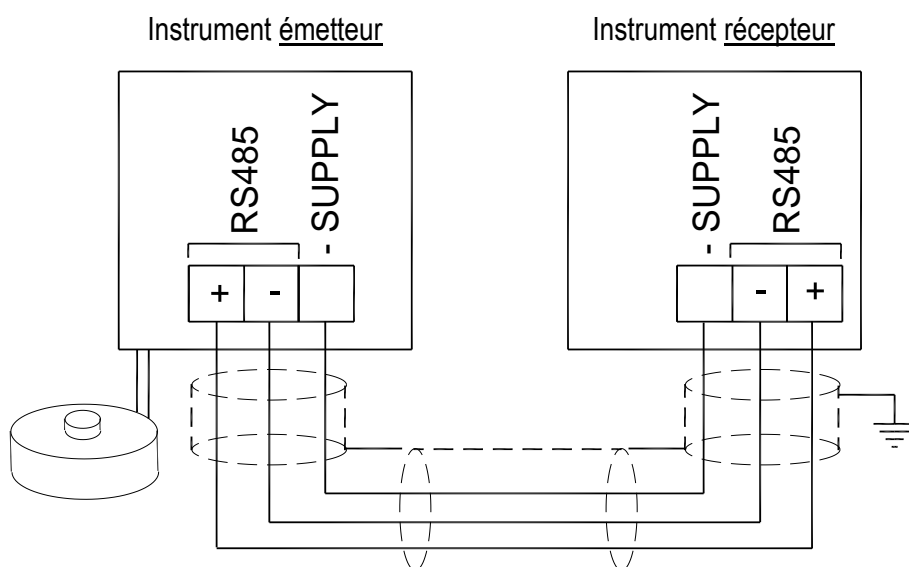 Instrument émetteur
Instrument récepteur
RS485
- SUPPLY
- SUPPLY
RS485
+ -
- +